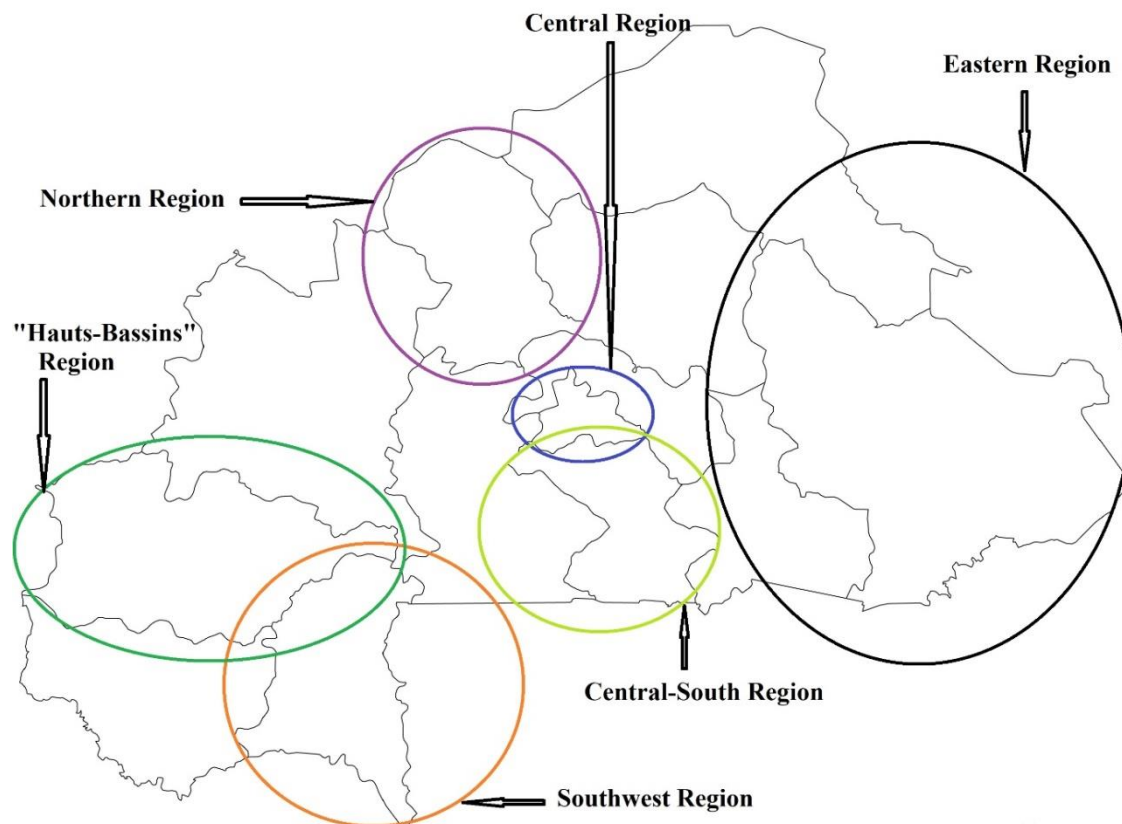 Central Region
Eastern Region
Northern Region
"Hauts-Bassins"
Region
Central-South Region
Southwest Region